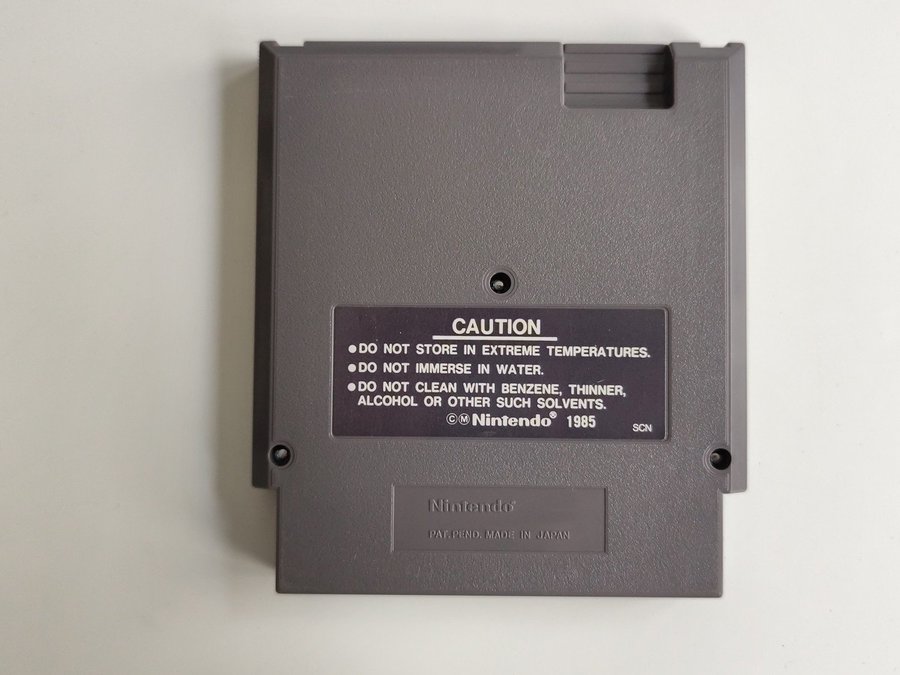 CAUTION
●DO NOT STORE IN EXTREME TEMPERATURES.
●DO NOT IMMERSE IN WATER.
●DO NOT CLEAN WITH BENZENE, THINNER,
ALCOHOL OR OTHER SUCH SOLVENTS.
©Ⓜ Nintendo® 1985
SCN
Nintendo®
PAT. PEND. MADE IN JAPAN